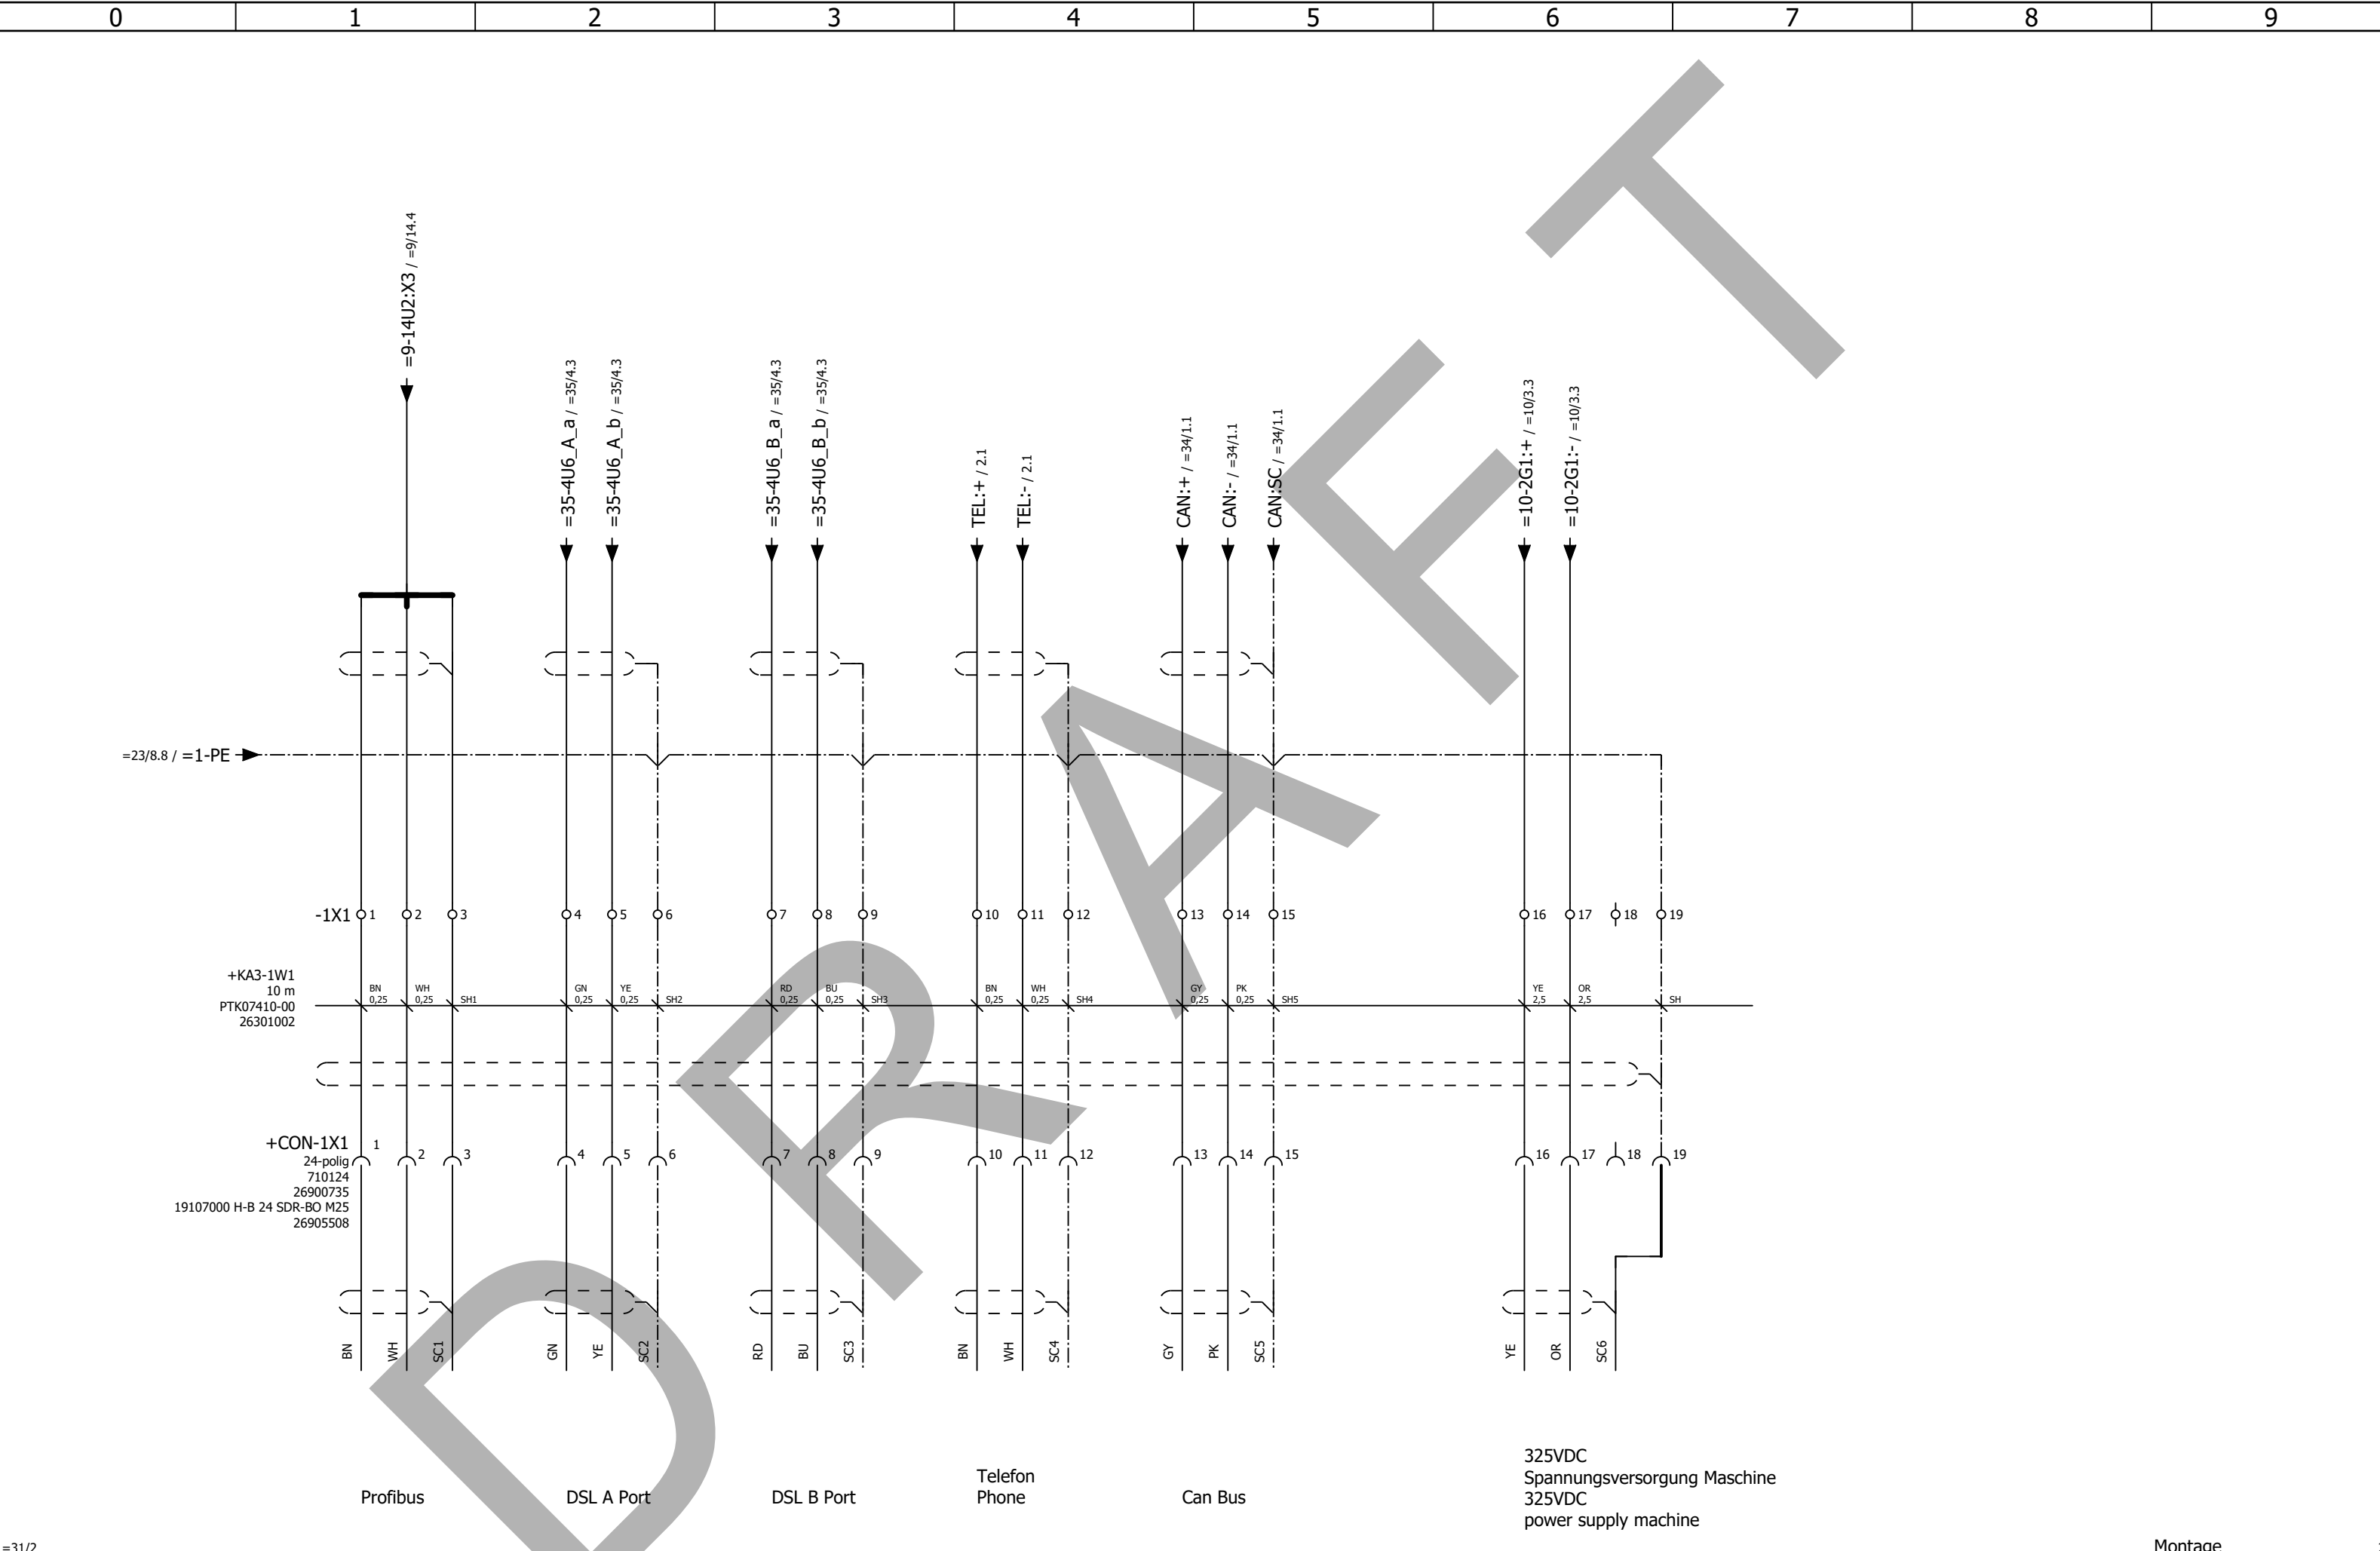 0 1 2 3 4 5 6 7 8 9
=9-14U2:X3 / =9/14.4
=35-4U6_A_a / =35/4.3
=35-4U6_A_b / =35/4.3
=35-4U6_B_a / =35/4.3
=35-4U6_B_b / =35/4.3
TEL:+ / 2.1
TEL:- / 2.1
CAN:+ / =34/1.1
CAN:- / =34/1.1
CAN:SC / =34/1.1
=10-2G1:+ / =10/3.3
=10-2G1:- / =10/3.3
=23/8.8 / =1-PE
-1X1 1 2 3 4 5 6 7 8 9 10 11 12 13 14 15 16 17 18 19
+KA3-1W1
10 m
PTK07410-00
26301002
BN WH GN YE RD BU BN WH GY PK YE OR
0,25 0,25 SH1 0,25 0,25 SH2 0,25 0,25 SH3 0,25 0,25 SH4 0,25 0,25 SH5 2,5 2,5 SH
+CON-1X1 1 2 3 4 5 6 7 8 9 10 11 12 13 14 15 16 17 18 19
24-polig
710124
26900735
19107000 H-B 24 SDR-BO M25
26905508
BN WH SC1 GN YE SC2 RD BU SC3 BN WH SC4 GY PK SC5 YE OR SC6
Profibus
DSL A Port
DSL B Port
Telefon
Phone
Can Bus
325VDC
Spannungsversorgung Maschine
325VDC
power supply machine
=31/2
Montage
DRAFT